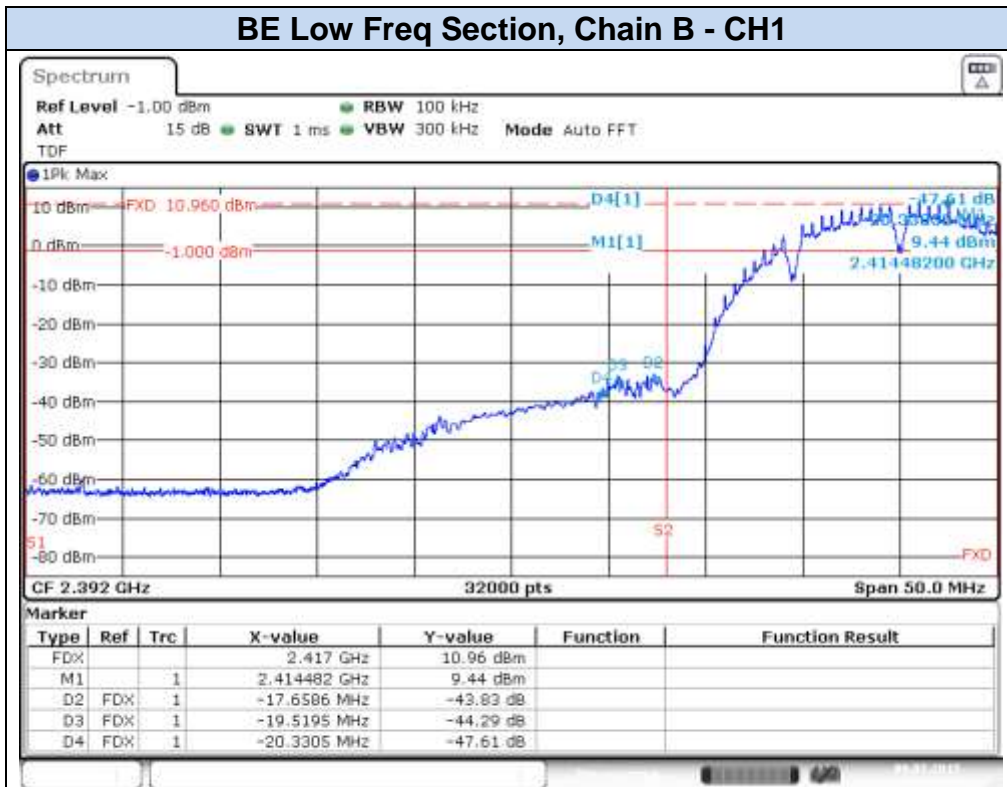 BE Low Freq Section, Chain B - CH1
Spectrum
Ref Level -1.00 dBm RBW 100 kHz
Att 15 dB SWT 1 ms VBW 300 kHz Mode Auto FFT
TDF
1Pk Max
D4[1] -47.61 dB
10 dBm FXD 10.960 dBm
M1[1] 9.44 dBm
0 dBm -1.000 dBm
2.41448200 GHz
-10 dBm
-20 dBm
-30 dBm
D3 D2
-40 dBm
-50 dBm
-60 dBm
-70 dBm
S2
S1
-80 dBm FXD
CF 2.392 GHz 32000 pts Span 50.0 MHz
Marker
Type Ref Trc X-value Y-value Function Function Result
FDX 2.417 GHz 10.96 dBm
M1 1 2.414482 GHz 9.44 dBm
D2 FDX 1 -17.6586 MHz -43.83 dB
D3 FDX 1 -19.5195 MHz -44.29 dB
D4 FDX 1 -20.3305 MHz -47.61 dB